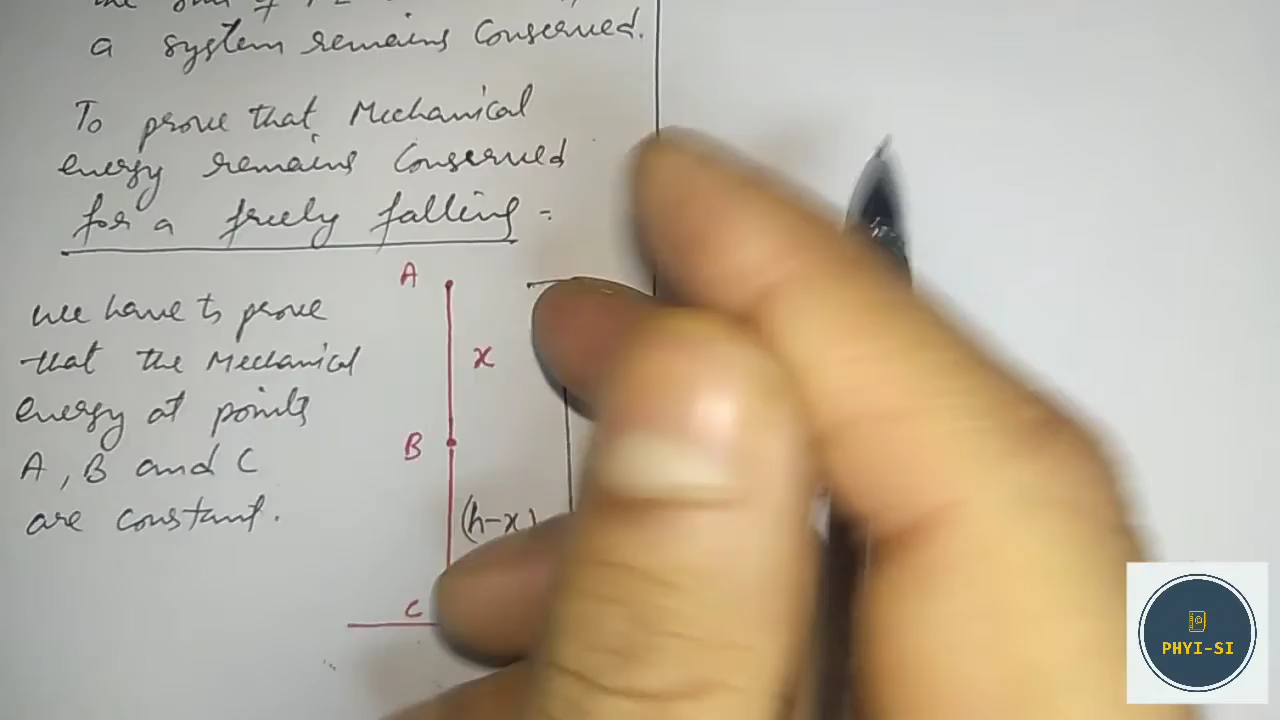 a system remains Conserved.
To prove that Mechanical
energy remains Conserved
for a freely falling -
We have to prove
that the Mechanical
energy at points
A, B and C
are constant.
A
x
B
(h-x)
C
PHYI-SI